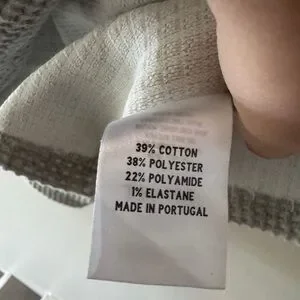 39% COTTON
38% POLYESTER
22% POLYAMIDE
1% ELASTANE
MADE IN PORTUGAL